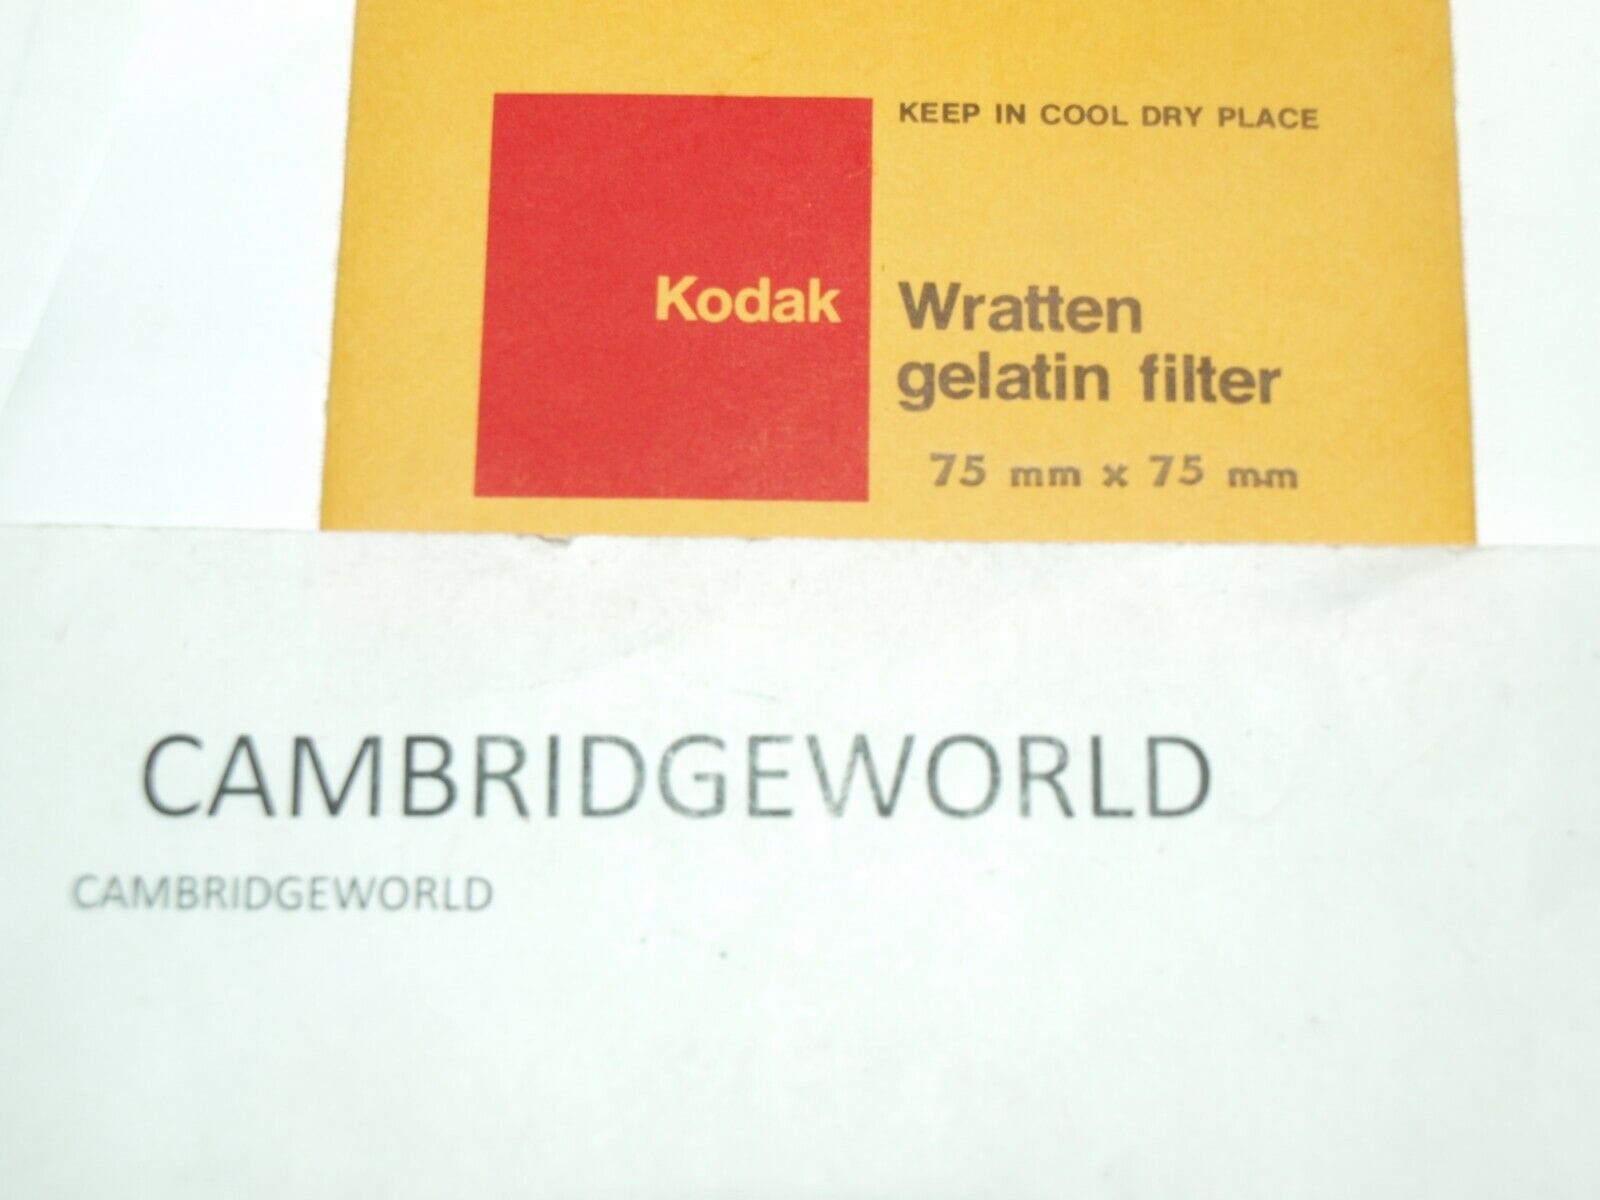 KEEP IN COOL DRY PLACE
Kodak
Wratten
gelatin filter
75 mm x 75 mm
CAMBRIDGEWORLD
CAMBRIDGEWORLD